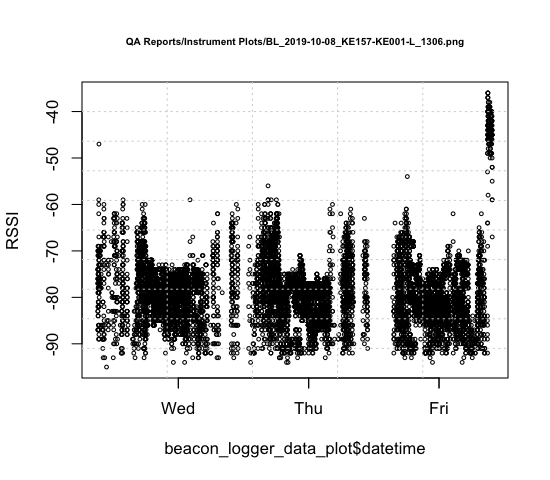 QA Reports/Instrument Plots/BL_2019-10-08_KE157-KE001-L_1306.png
-40
-50
-60
-70
-80
-90
RSSI
Wed Thu Fri
beacon_logger_data_plot$datetime